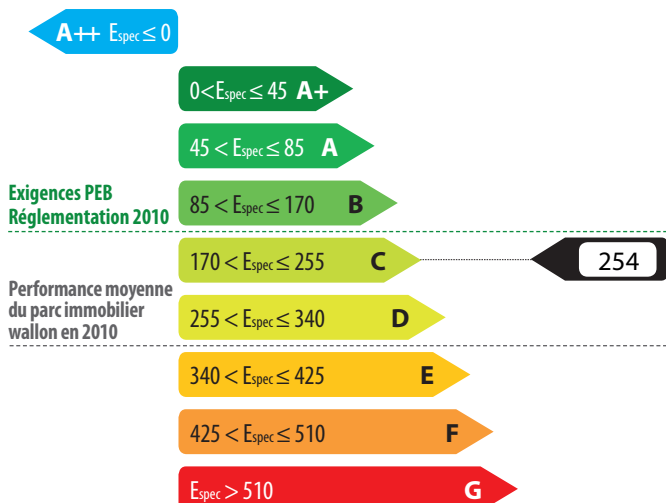 A++ Espec ≤ 0
0<Espec ≤ 45 A+
45 < Espec ≤ 85 A
Exigences PEB
Réglementation 2010
85 < Espec ≤ 170 B
170 < Espec ≤ 255 C
254
Performance moyenne
du parc immobilier
wallon en 2010
255 < Espec ≤ 340 D
340 < Espec ≤ 425 E
425 < Espec ≤ 510 F
Espec > 510 G